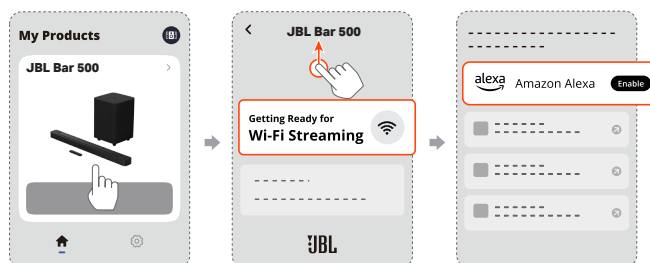 My Products
JBL Bar 500
JBL Bar 500
Getting Ready for
Wi-Fi Streaming
JBL
alexa
Amazon Alexa
Enable